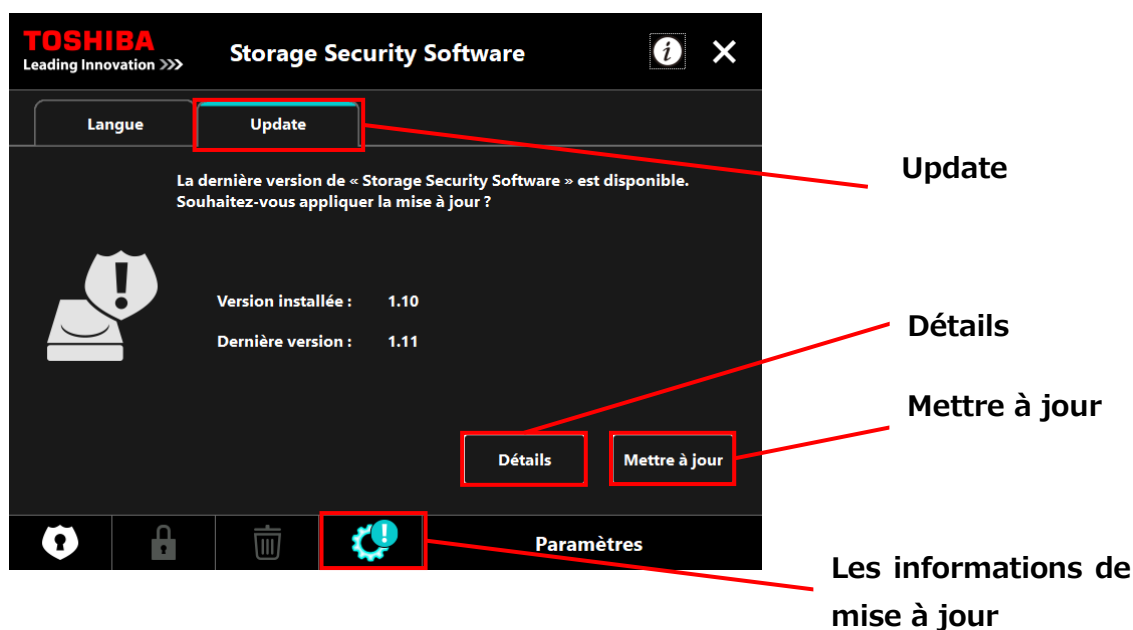 TOSHIBA
Leading Innovation >>>
Storage Security Software
Langue
Update
La dernière version de « Storage Security Software » est disponible.
Souhaitez-vous appliquer la mise à jour ?
Version installée : 1.10
Dernière version : 1.11
Détails
Mettre à jour
Paramètres
Update
Détails
Mettre à jour
Les informations de
mise à jour